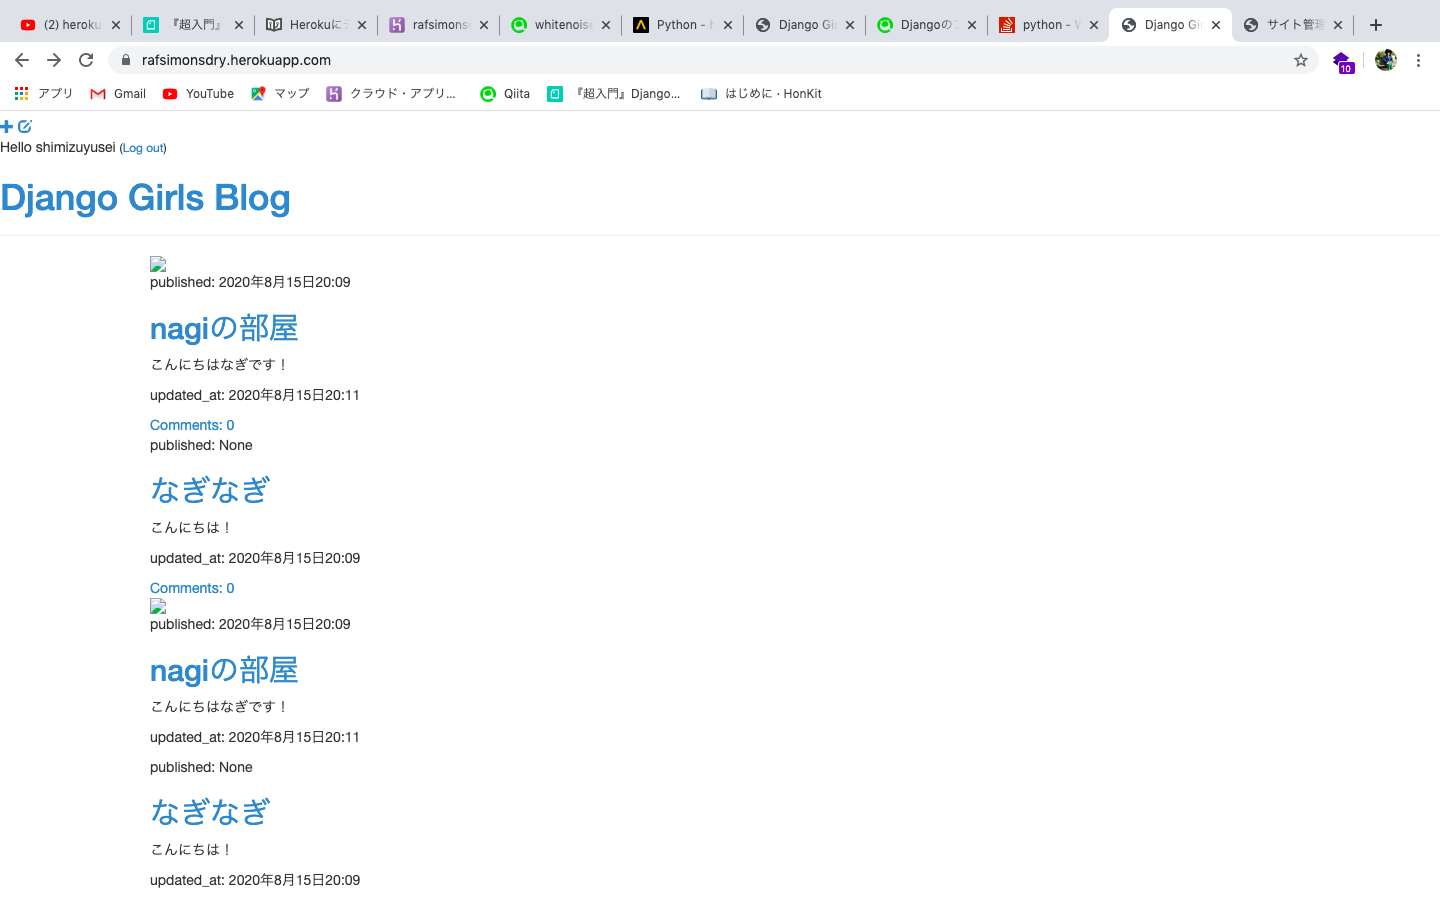 (2) heroku
『超入門』
Herokuにデ
rafsimons
whitenoise
Python - h
Django Gir
Djangoのフ
python - W
Django Gir
サイト管理
rafsimonsdry.herokuapp.com
10
アプリ
Gmail
YouTube
マップ
クラウド・アプリ...
Qiita
『超入門』Django...
はじめに · HonKit
Hello shimizuyusei (Log out)
Django Girls Blog
published: 2020年8月15日20:09
nagiの部屋
こんにちはなぎです！
updated_at: 2020年8月15日20:11
Comments: 0
published: None
なぎなぎ
こんにちは！
updated_at: 2020年8月15日20:09
Comments: 0
published: 2020年8月15日20:09
nagiの部屋
こんにちはなぎです！
updated_at: 2020年8月15日20:11
published: None
なぎなぎ
こんにちは！
updated_at: 2020年8月15日20:09